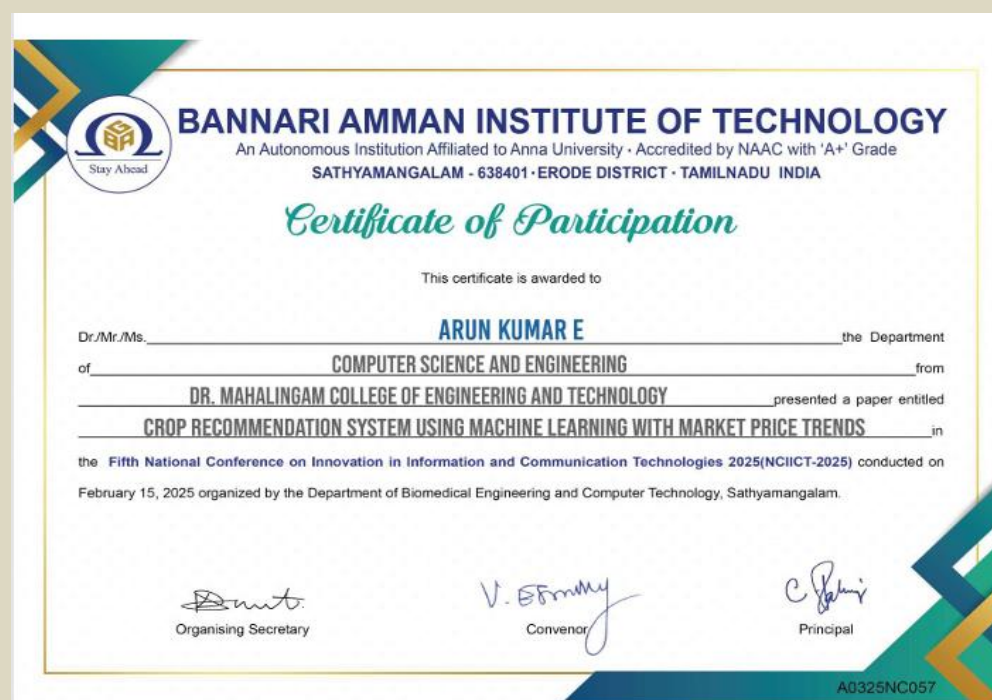 BANNARI AMMAN INSTITUTE OF TECHNOLOGY
An Autonomous Institution Affiliated to Anna University · Accredited by NAAC with 'A+' Grade
SATHYAMANGALAM - 638401 · ERODE DISTRICT · TAMILNADU INDIA
Stay Ahead
Certificate of Participation
This certificate is awarded to
Dr./Mr./Ms. ARUN KUMAR E the Department
of COMPUTER SCIENCE AND ENGINEERING from
DR. MAHALINGAM COLLEGE OF ENGINEERING AND TECHNOLOGY presented a paper entitled
CROP RECOMMENDATION SYSTEM USING MACHINE LEARNING WITH MARKET PRICE TRENDS in
the Fifth National Conference on Innovation in Information and Communication Technologies 2025(NCIICT-2025) conducted on
February 15, 2025 organized by the Department of Biomedical Engineering and Computer Technology, Sathyamangalam.
Organising Secretary
Convenor
Principal
A0325NC057